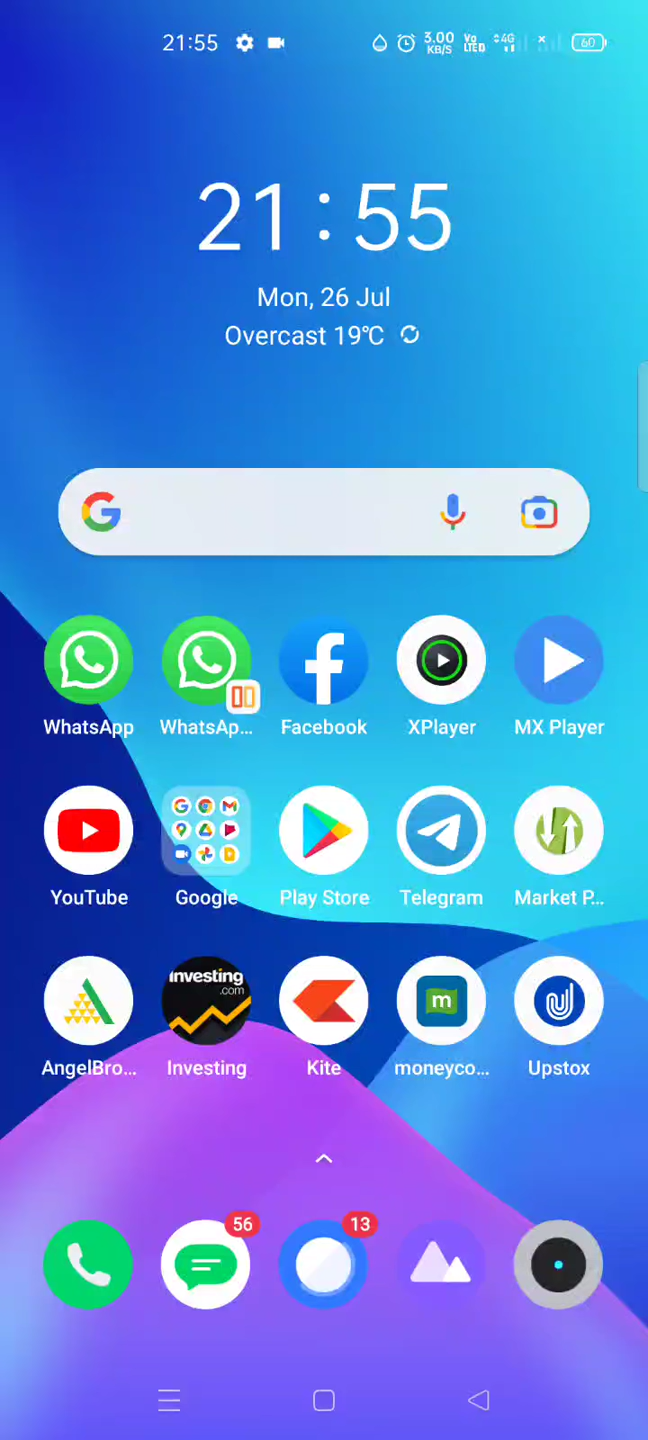 21:55 3.00 KB/S Vo LTE D 4G 60
21:55
Mon, 26 Jul
Overcast 19℃
WhatsApp WhatsAp... Facebook XPlayer MX Player
YouTube Google Play Store Telegram Market P...
Investing .com
m
AngelBro... Investing Kite moneyco... Upstox
56 13